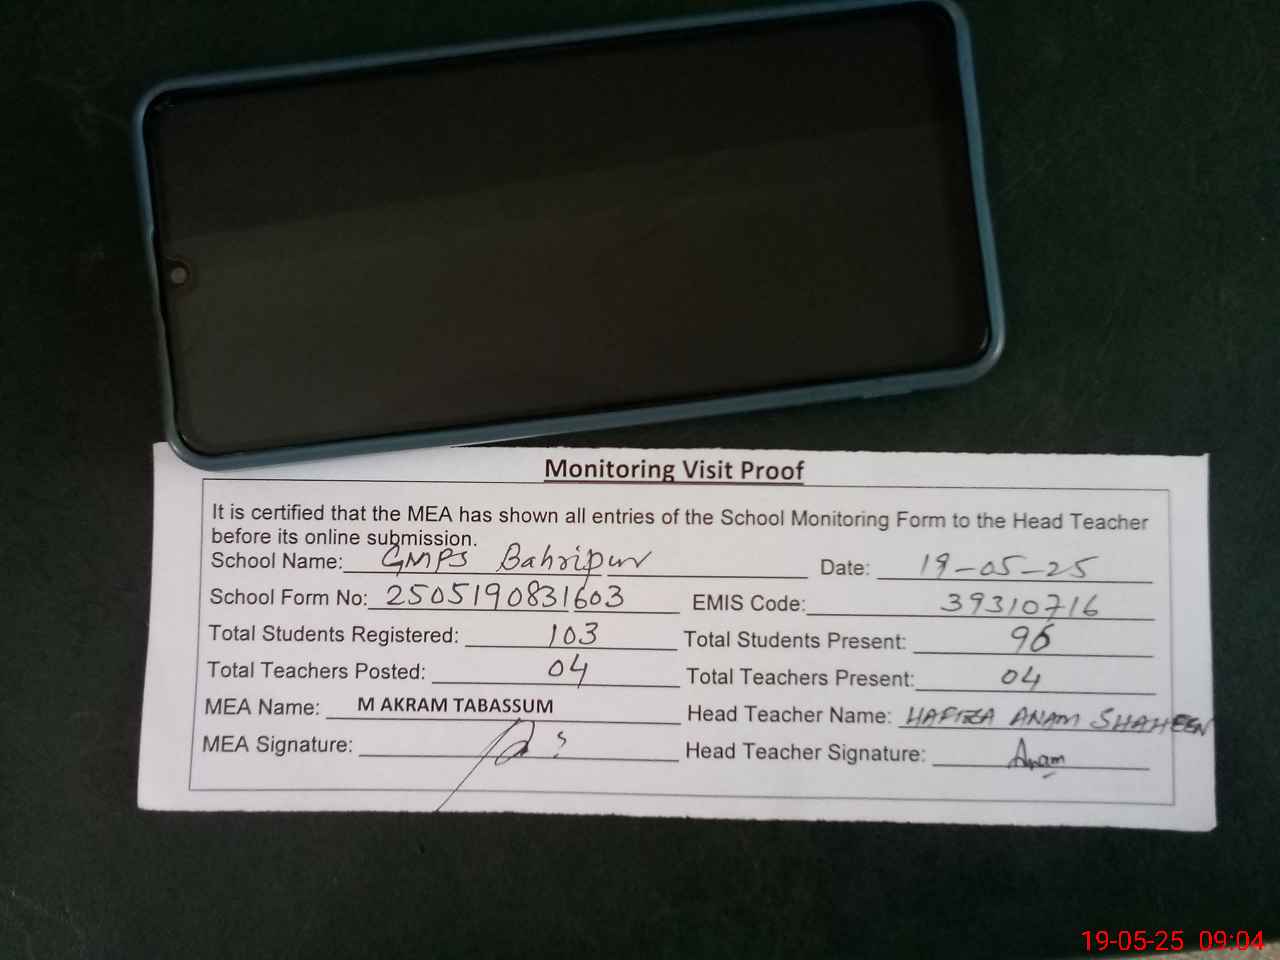 Monitoring Visit Proof
It is certified that the MEA has shown all entries of the School Monitoring Form to the Head Teacher
before its online submission.
School Name: GMPS Bahripur Date: 19-05-25
School Form No: 2505190831603 EMIS Code: 39310716
Total Students Registered: 103 Total Students Present: 96
Total Teachers Posted: 04 Total Teachers Present: 04
MEA Name: M AKRAM TABASSUM Head Teacher Name: HAFIZA ANAM SHAHEEN
MEA Signature: Head Teacher Signature: Anam
19-05-25 09:04